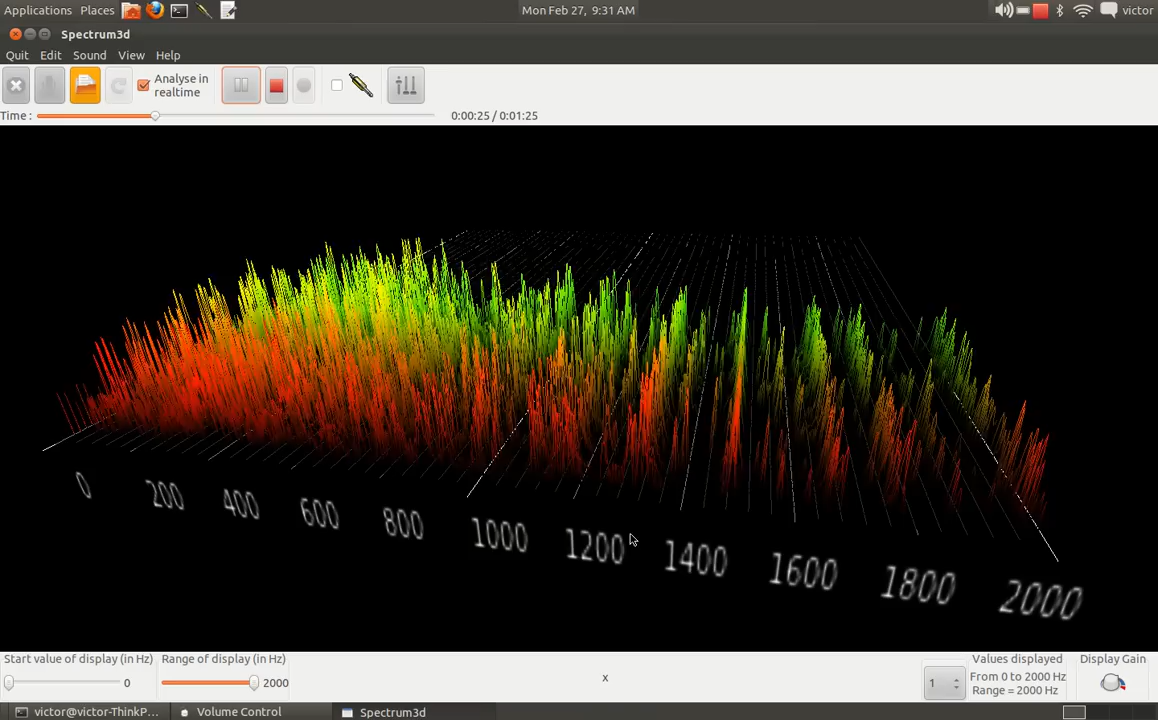 Applications Places Mon Feb 27, 9:31 AM victor
Spectrum3d
Quit Edit Sound View Help
Analyse in
realtime
Time : 0:00:25 / 0:01:25
0 200 400 600 800 1000 1200 1400 1600 1800 2000
Start value of display (in Hz) Range of display (in Hz) Values displayed Display Gain
0 2000 x 1 From 0 to 2000 Hz
Range = 2000 Hz
victor@victor-ThinkP... Volume Control Spectrum3d